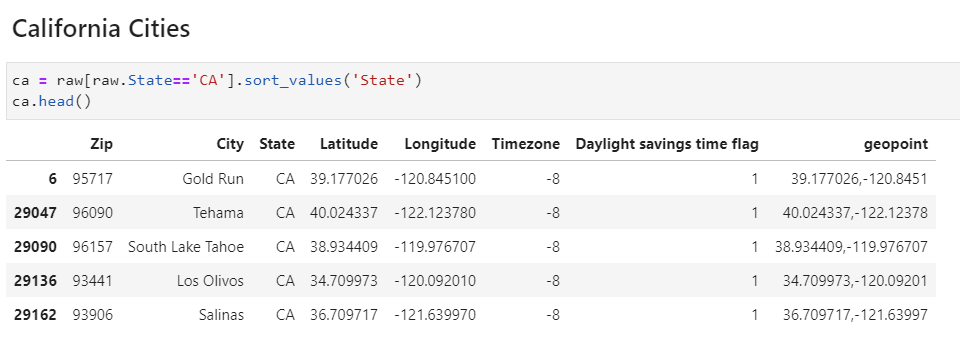 California Cities
ca = raw[raw.State=='CA'].sort_values('State')
ca.head()
Zip City State Latitude Longitude Timezone Daylight savings time flag geopoint
6 95717 Gold Run CA 39.177026 -120.845100 -8 1 39.177026,-120.8451
29047 96090 Tehama CA 40.024337 -122.123780 -8 1 40.024337,-122.12378
29090 96157 South Lake Tahoe CA 38.934409 -119.976707 -8 1 38.934409,-119.976707
29136 93441 Los Olivos CA 34.709973 -120.092010 -8 1 34.709973,-120.09201
29162 93906 Salinas CA 36.709717 -121.639970 -8 1 36.709717,-121.63997